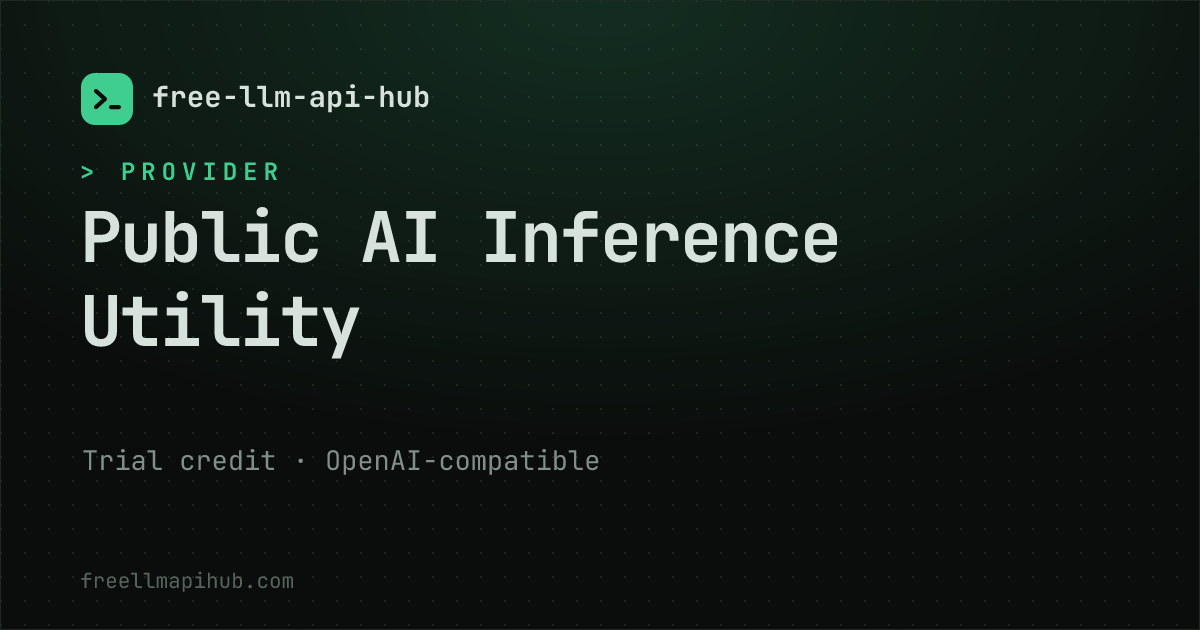 free-llm-api-hub
> PROVIDER
Public AI Inference
Utility
Trial credit · OpenAI-compatible
freellmapihub.com